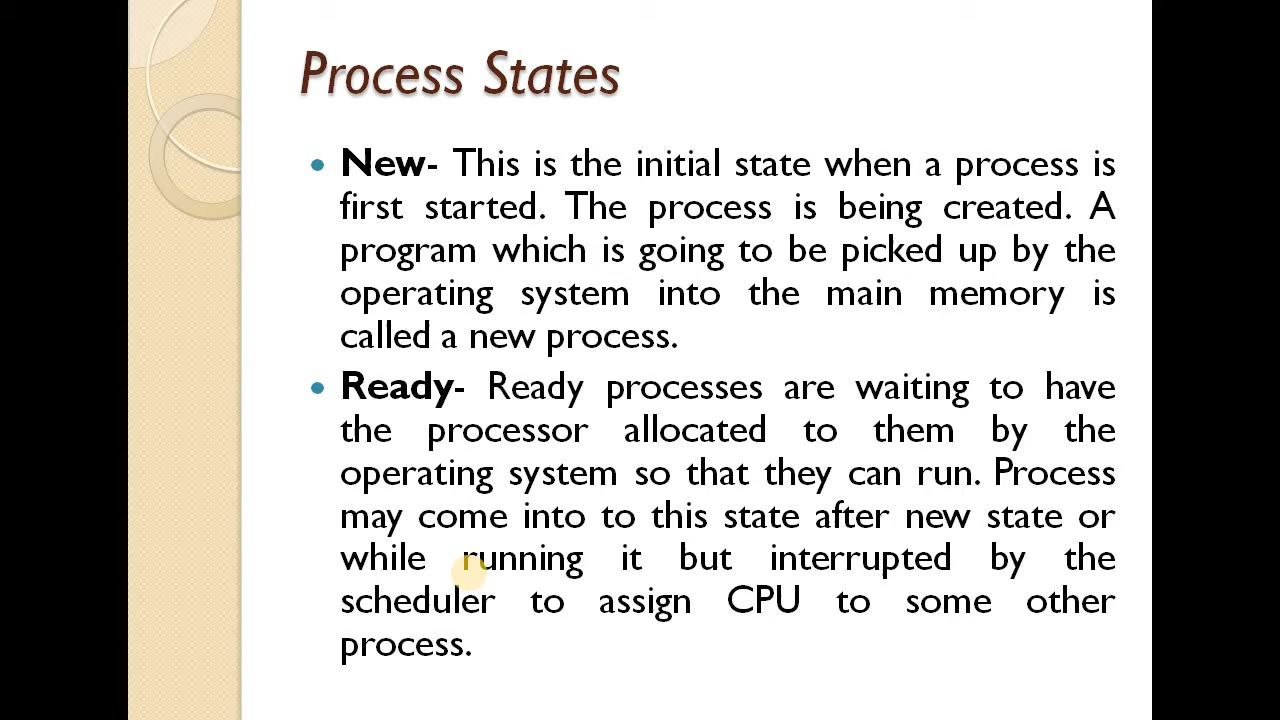 Process States
• New- This is the initial state when a process is
first started. The process is being created. A
program which is going to be picked up by the
operating system into the main memory is
called a new process.
• Ready- Ready processes are waiting to have
the processor allocated to them by the
operating system so that they can run. Process
may come into to this state after new state or
while running it but interrupted by the
scheduler to assign CPU to some other
process.